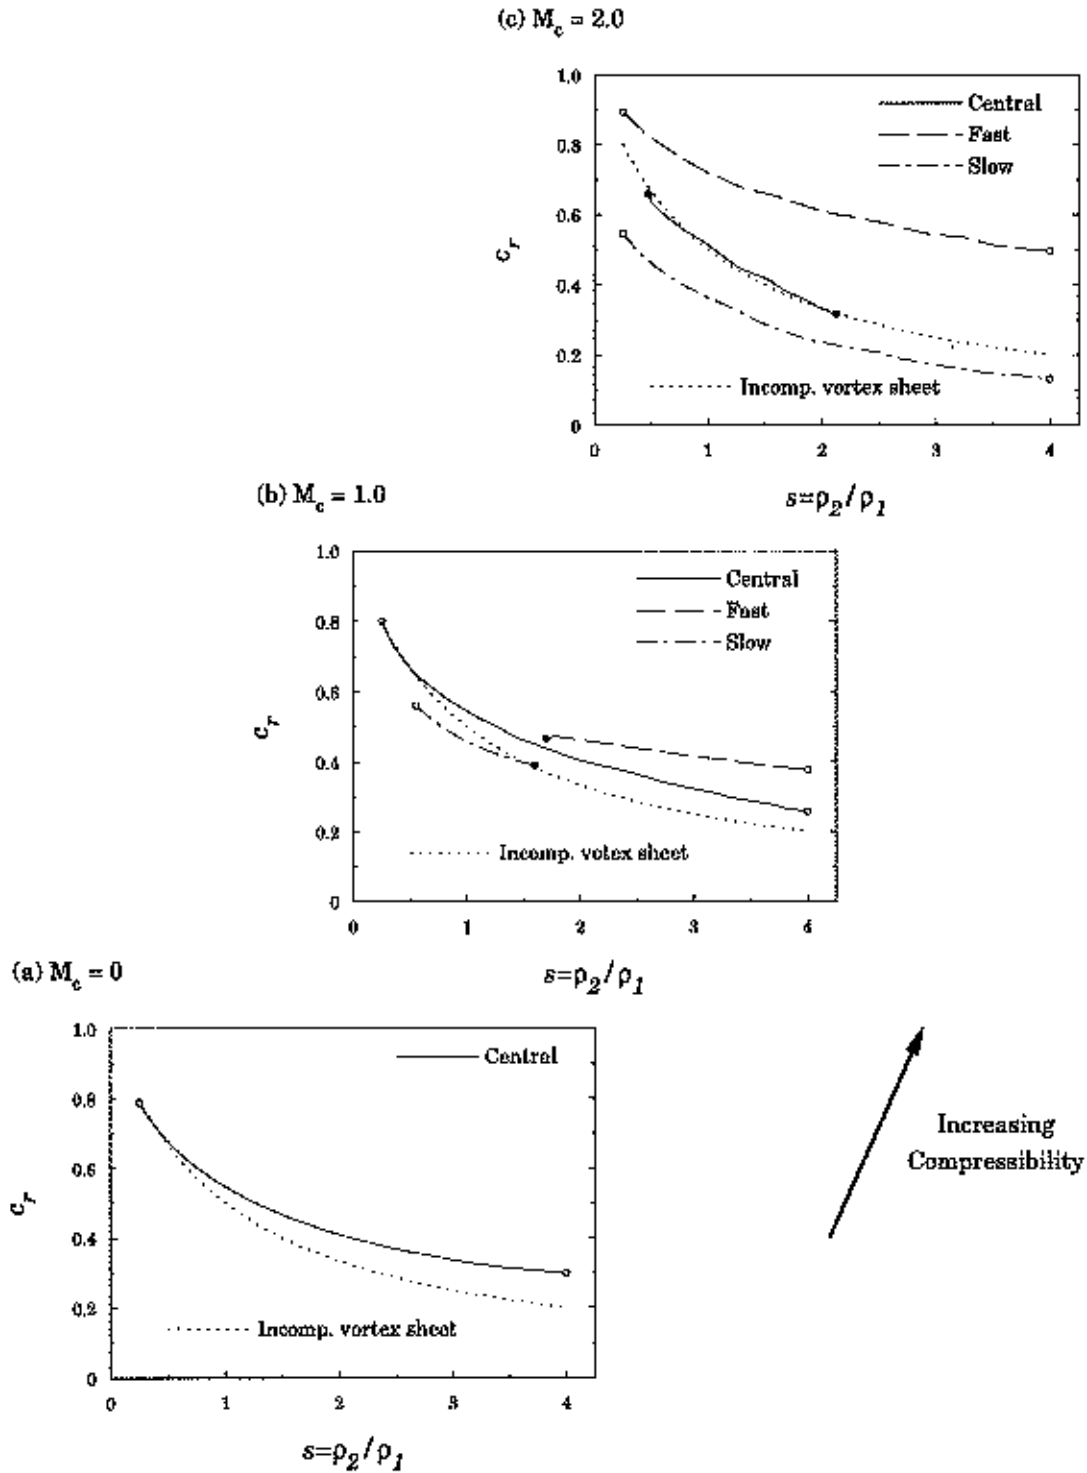 (c) M_c = 2.0
1.0
0.8
0.6
0.4
0.2
0
c_r
Central
Fast
Slow
Incomp. vortex sheet
0 1 2 3 4
s=ρ_2/ρ_1
(b) M_c = 1.0
1.0
0.8
0.6
0.4
0.2
0
c_r
Central
Fast
Slow
Incomp. votex sheet
0 1 2 3 4
s=ρ_2/ρ_1
(a) M_c = 0
1.0
0.8
0.6
0.4
0.2
0
c_r
Central
Incomp. vortex sheet
0 1 2 3 4
s=ρ_2/ρ_1
Increasing
Compressibility